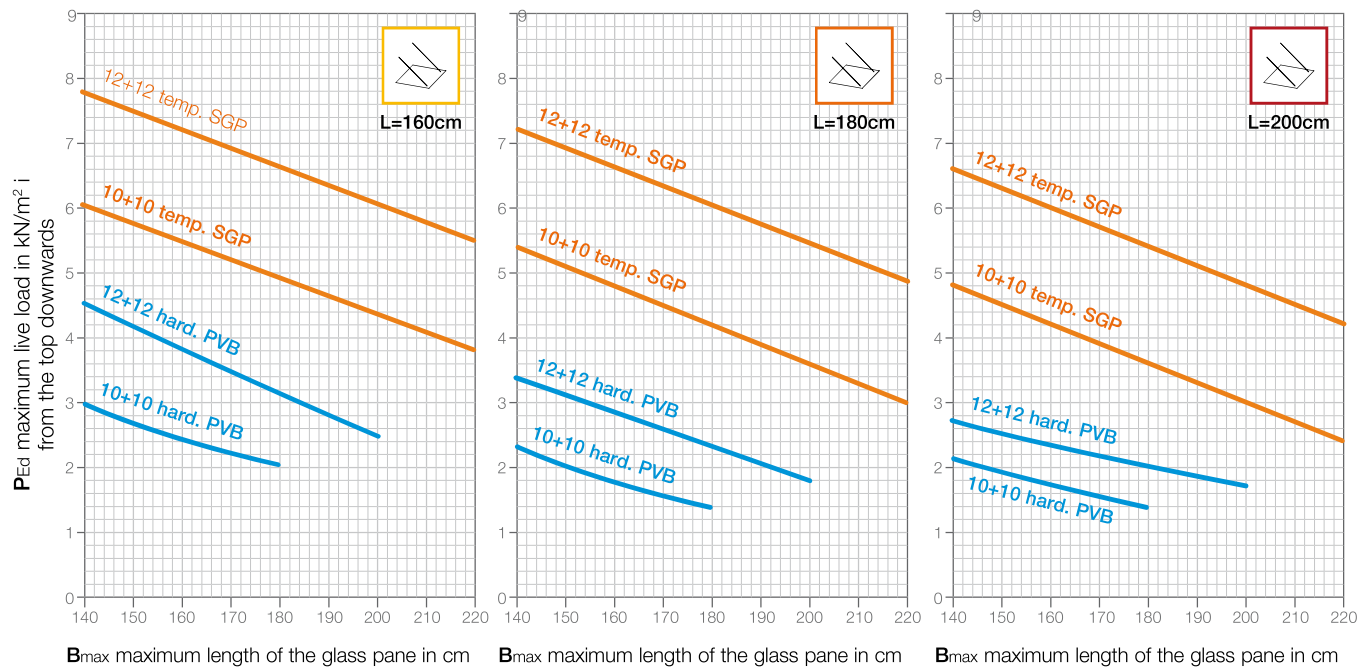 PEd maximum live load in kN/m² i
from the top downwards
9
8
7
6
5
4
3
2
1
0
140 150 160 170 180 190 200 210 220
12+12 temp. SGP
10+10 temp. SGP
12+12 hard. PVB
10+10 hard. PVB
L=160cm
Bmax maximum length of the glass pane in cm
9
8
7
6
5
4
3
2
1
0
140 150 160 170 180 190 200 210 220
12+12 temp. SGP
10+10 temp. SGP
12+12 hard. PVB
10+10 hard. PVB
L=180cm
Bmax maximum length of the glass pane in cm
9
8
7
6
5
4
3
2
1
0
140 150 160 170 180 190 200 210 220
12+12 temp. SGP
10+10 temp. SGP
12+12 hard. PVB
10+10 hard. PVB
L=200cm
Bmax maximum length of the glass pane in cm